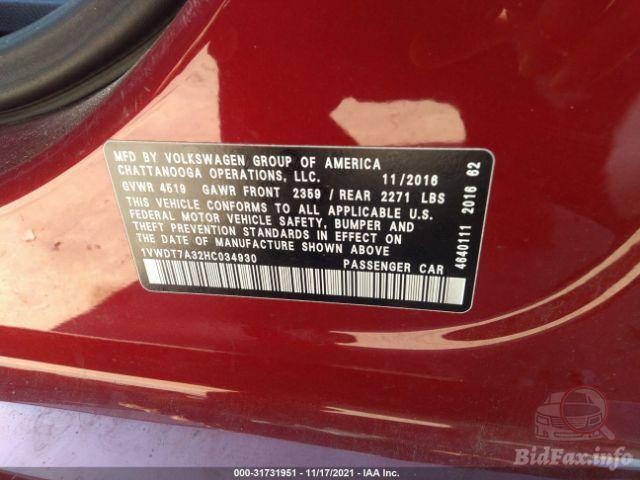 MFD BY VOLKSWAGEN GROUP OF AMERICA
CHATTANOOGA OPERATIONS, LLC. 11/2016
GVWR 4519 GAWR FRONT 2359 / REAR 2271 LBS
THIS VEHICLE CONFORMS TO ALL APPLICABLE U.S.
FEDERAL MOTOR VEHICLE SAFETY, BUMPER AND
THEFT PREVENTION STANDARDS IN EFFECT ON THE
DATE OF MANUFACTURE SHOWN ABOVE
1VWDT7A32HC034930 PASSENGER CAR
4640111 2016 62
000-31731951 - 11/17/2021 - IAA Inc.
BidFax.info